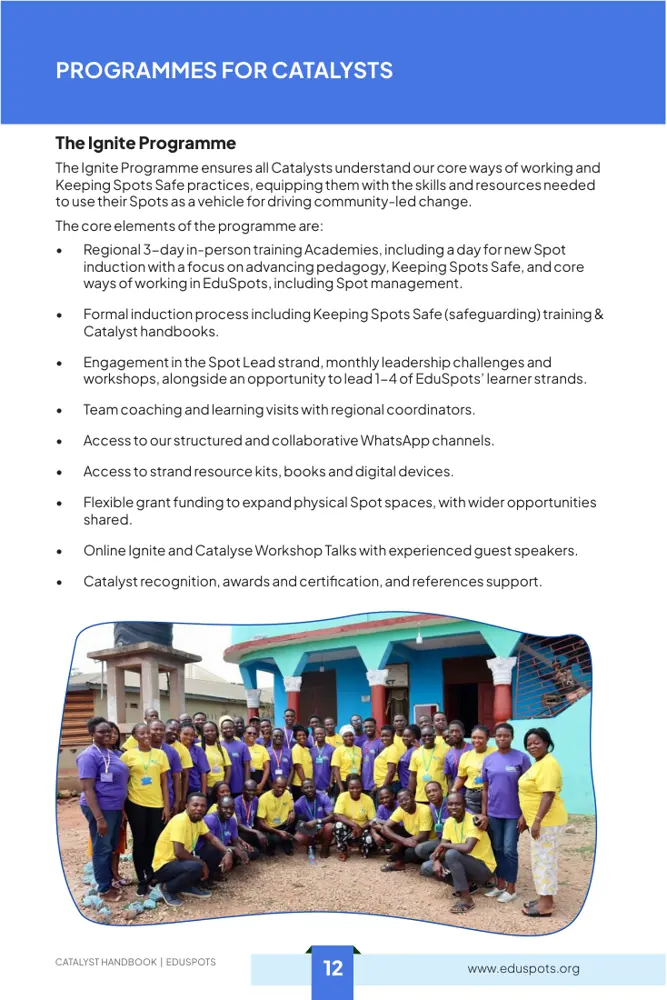 PROGRAMMES FOR CATALYSTS
The Ignite Programme
The Ignite Programme ensures all Catalysts understand our core ways of working and
Keeping Spots Safe practices, equipping them with the skills and resources needed
to use their Spots as a vehicle for driving community-led change.
The core elements of the programme are:
• Regional 3–day in-person training Academies, including a day for new Spot
induction with a focus on advancing pedagogy, Keeping Spots Safe, and core
ways of working in EduSpots, including Spot management.
• Formal induction process including Keeping Spots Safe (safeguarding) training &
Catalyst handbooks.
• Engagement in the Spot Lead strand, monthly leadership challenges and
workshops, alongside an opportunity to lead 1–4 of EduSpots’ learner strands.
• Team coaching and learning visits with regional coordinators.
• Access to our structured and collaborative WhatsApp channels.
• Access to strand resource kits, books and digital devices.
• Flexible grant funding to expand physical Spot spaces, with wider opportunities
shared.
• Online Ignite and Catalyse Workshop Talks with experienced guest speakers.
• Catalyst recognition, awards and certification, and references support.
CATALYST HANDBOOK | EDUSPOTS
12
www.eduspots.org